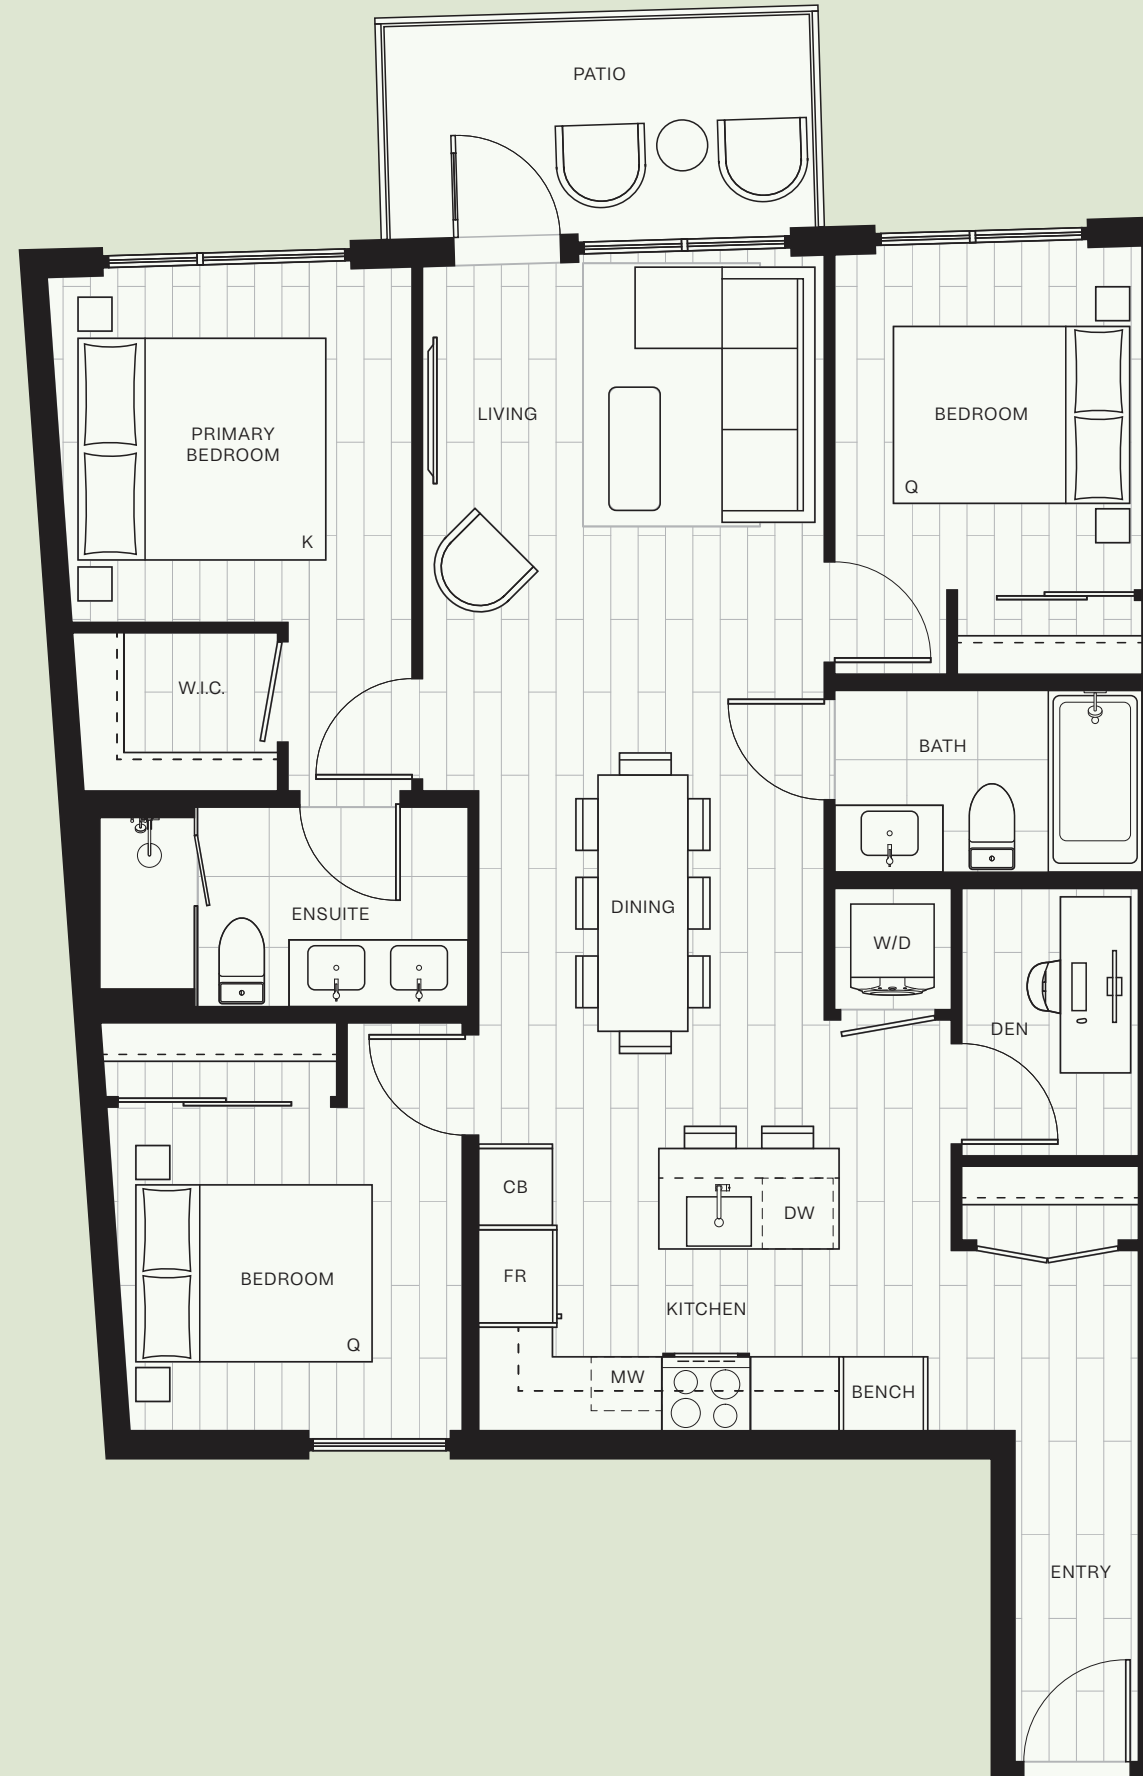 PATIO
PRIMARY
BEDROOM
K
LIVING
BEDROOM
Q
W.I.C.
BATH
ENSUITE
DINING
W/D
DEN
CB
DW
FR
BEDROOM
Q
KITCHEN
MW
BENCH
ENTRY